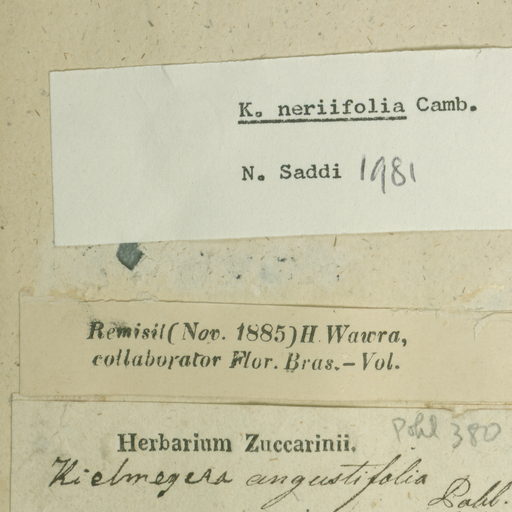 K. neriifolia Camb.
N. Saddi 1981
Remisit (Nov. 1885) H. Wawra,
collaborator Flor. Bras. – Vol.
Pohl 380
Herbarium Zuccarinii.
Kielmeyera angustifolia
Pohl.